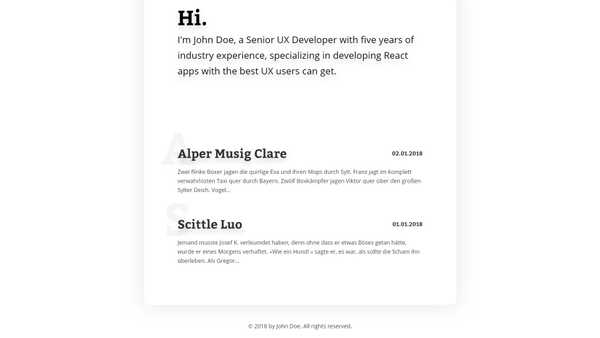 Hi.
I'm John Doe, a Senior UX Developer with five years of
industry experience, specializing in developing React
apps with the best UX users can get.
A
Alper Musig Clare
02.01.2018
Zwei flinke Boxer jagen die quirlige Eva und ihren Mops durch Sylt. Franz jagt im komplett
verwahrlosten Taxi quer durch Bayern. Zwölf Boxkämpfer jagen Viktor quer über den großen
Sylter Deich. Vogel...
S
Scittle Luo
01.01.2018
Jemand musste Josef K. verleumdet haben, denn ohne dass er etwas Böses getan hätte,
wurde er eines Morgens verhaftet. »Wie ein Hund! « sagte er, es war, als sollte die Scham ihn
überleben. Als Gregor...
© 2018 by John Doe. All rights reserved.